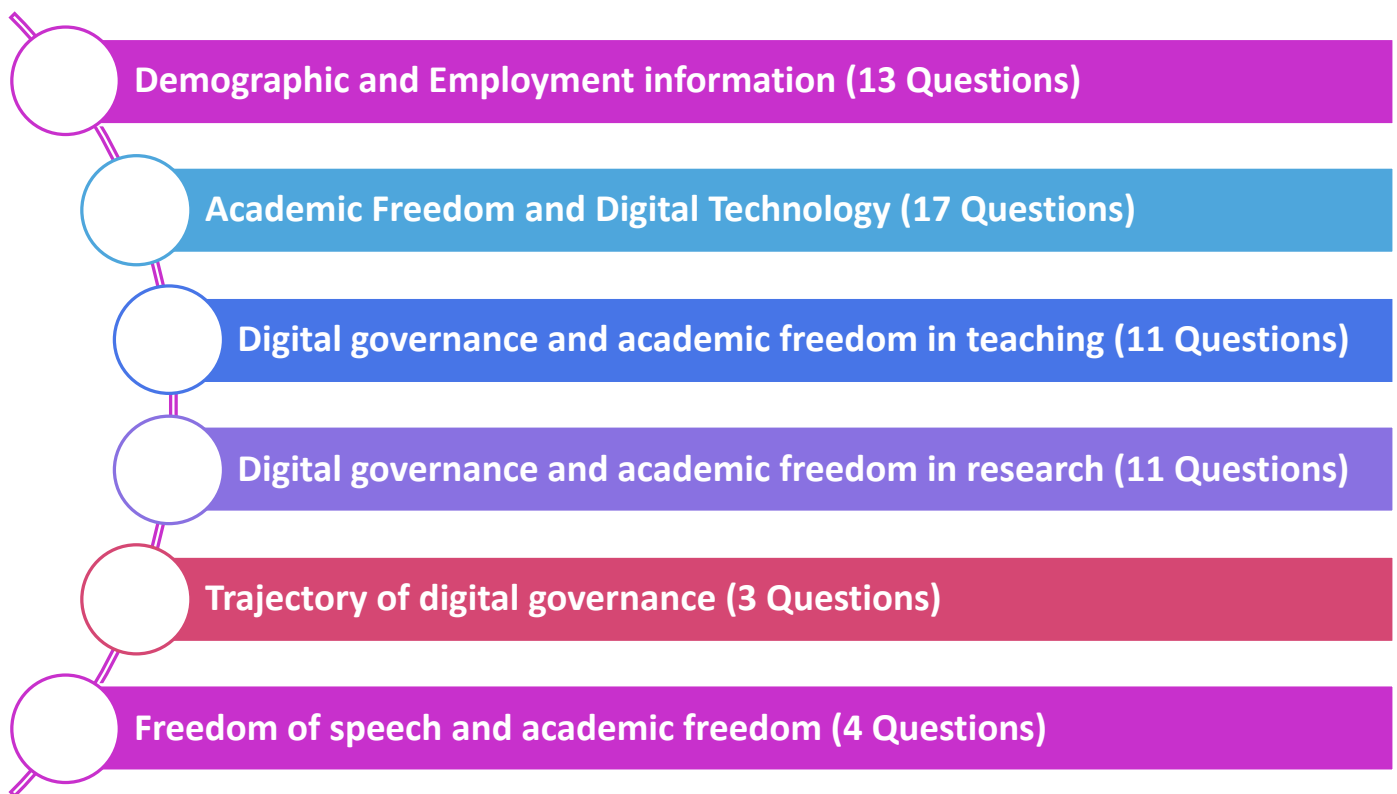 Demographic and Employment information (13 Questions)
Academic Freedom and Digital Technology (17 Questions)
Digital governance and academic freedom in teaching (11 Questions)
Digital governance and academic freedom in research (11 Questions)
Trajectory of digital governance (3 Questions)
Freedom of speech and academic freedom (4 Questions)